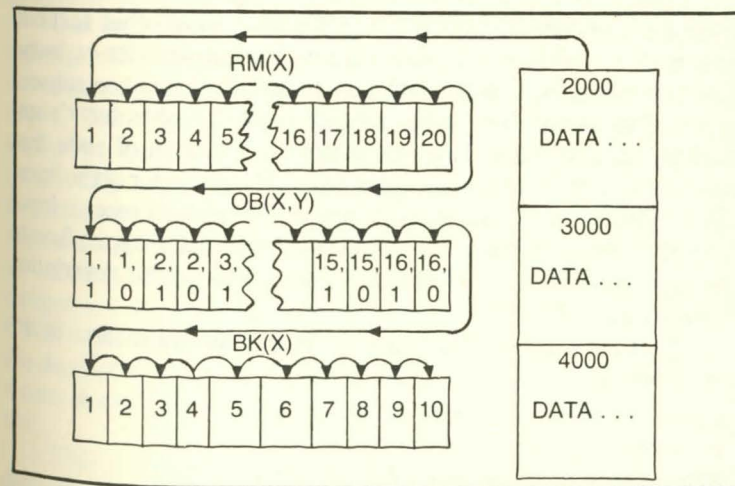 RM(X)
1 2 3 4 5 16 17 18 19 20
OB(X,Y)
1, 1, 2, 2, 3, 15, 15, 16, 16,
1 0 1 0 1 1 0 1 0
BK(X)
1 2 3 4 5 6 7 8 9 10
2000
DATA . . .
3000
DATA . . .
4000
DATA . . .